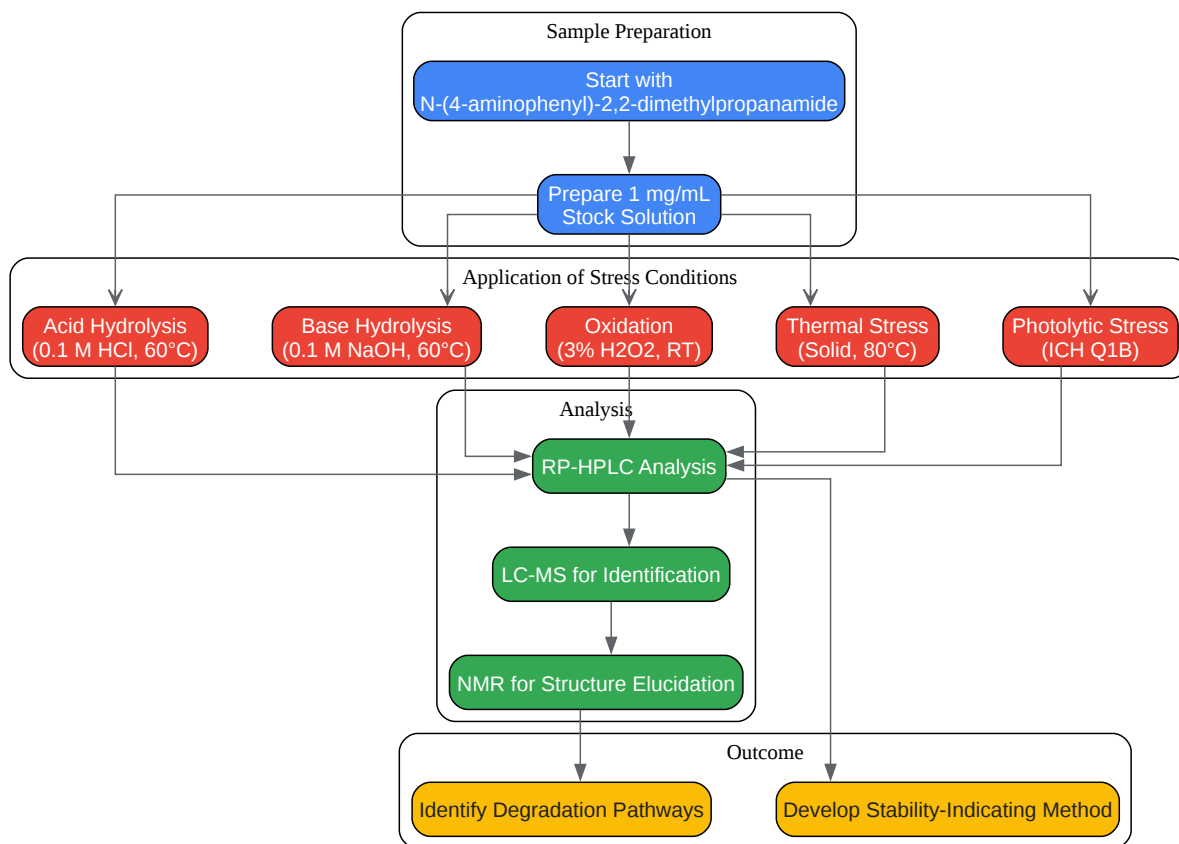 Sample Preparation
Start with
N-(4-aminophenyl)-2,2-dimethylpropanamide
Prepare 1 mg/mL
Stock Solution
Application of Stress Conditions
Acid Hydrolysis
(0.1 M HCl, 60°C)
Base Hydrolysis
(0.1 M NaOH, 60°C)
Oxidation
(3% H2O2, RT)
Thermal Stress
(Solid, 80°C)
Photolytic Stress
(ICH Q1B)
Analysis
RP-HPLC Analysis
LC-MS for Identification
NMR for Structure Elucidation
Outcome
Identify Degradation Pathways
Develop Stability-Indicating Method